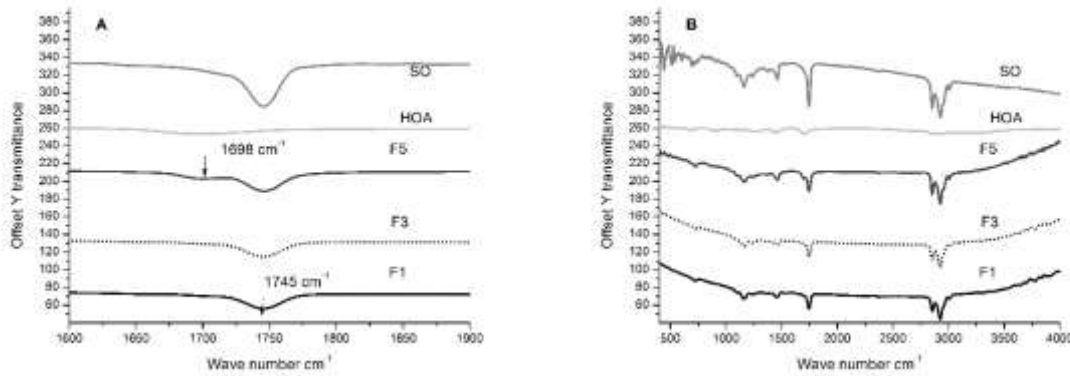 A
380
360
340
320
300
280
260
240
220
200
180
160
140
120
100
80
60
Offset Y transmittance
SO
HOA
1698 cm-1
F5
F3
1745 cm-1
F1
1600 1650 1700 1750 1800 1850 1900
Wave number cm-1
B
380
360
340
320
300
280
260
240
220
200
180
160
140
120
100
80
60
Offset Y transmittance
SO
HOA
F5
F3
F1
500 1000 1500 2000 2500 3000 3500 4000
Wave number cm-1